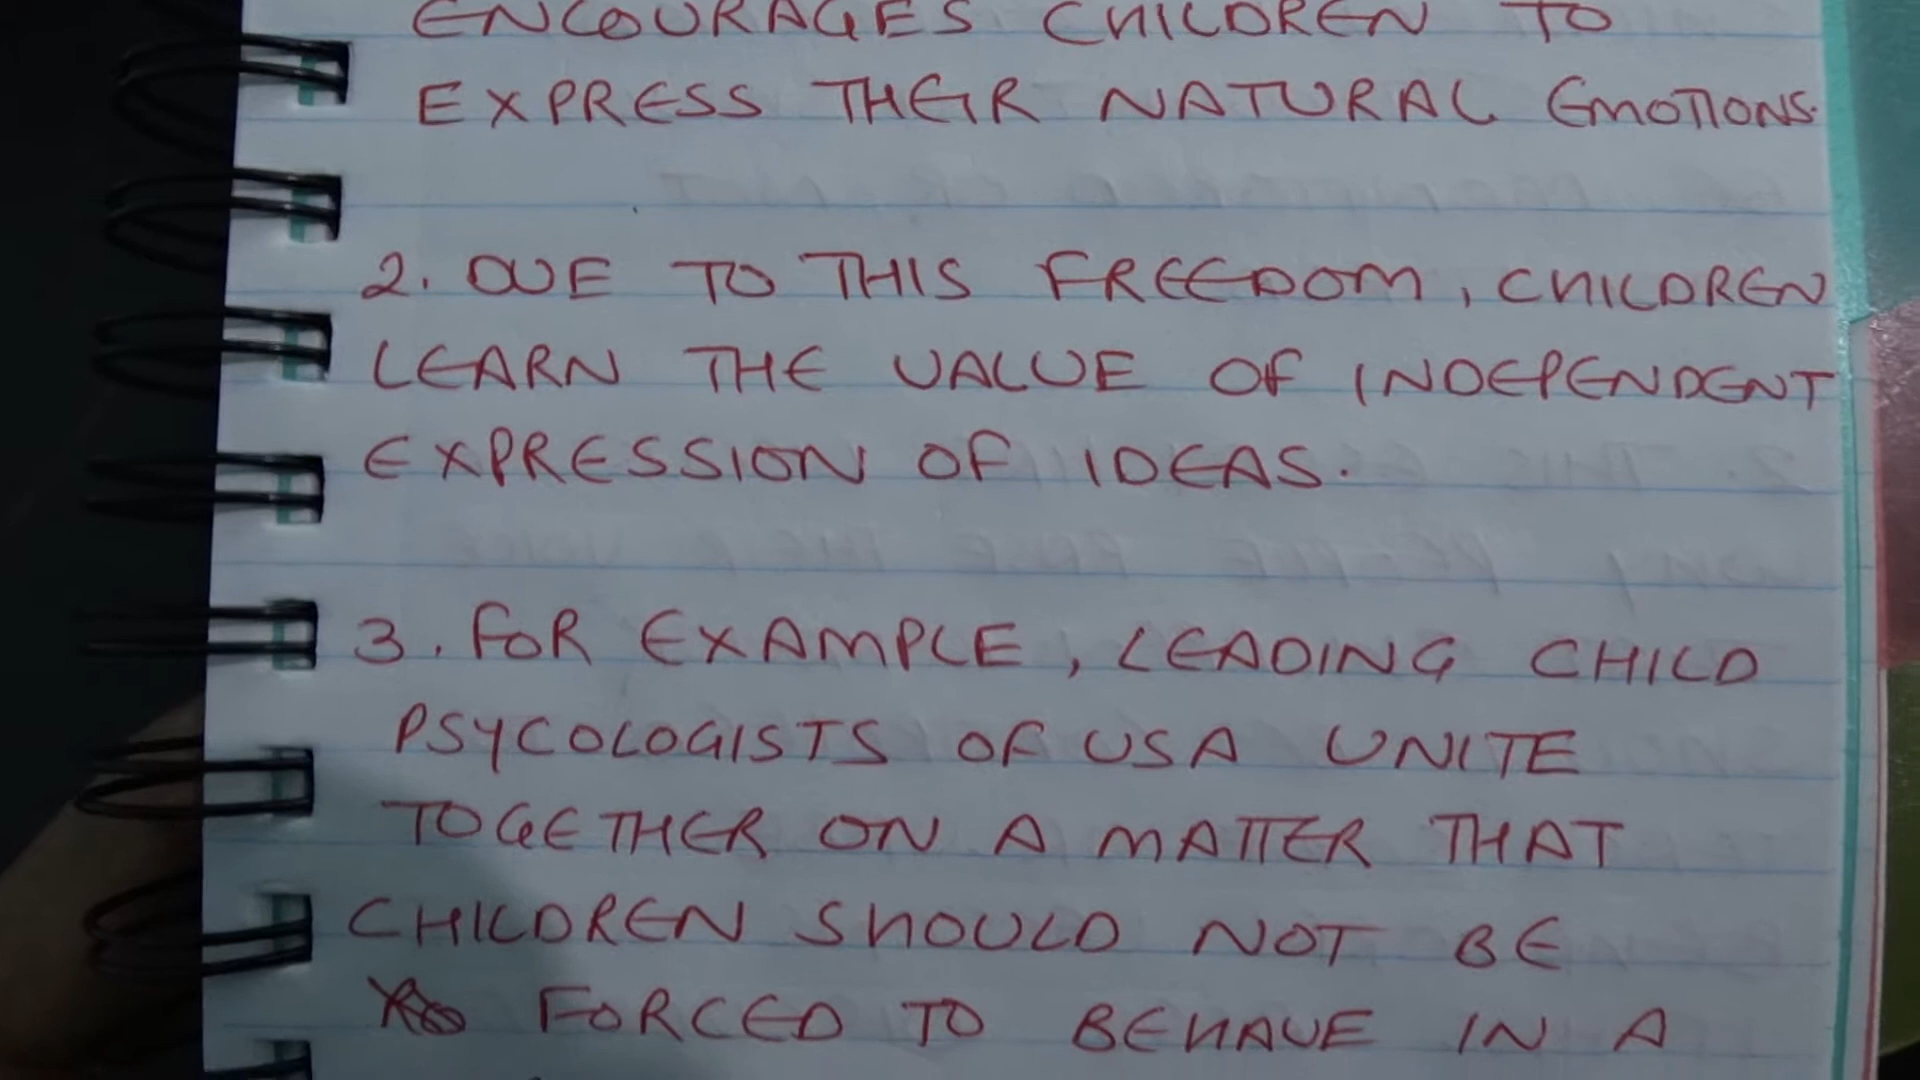 ENCOURAGES CHILDREN TO
EXPRESS THEIR NATURAL EMOTIONS.
2. DUE TO THIS FREEDOM, CHILDREN
LEARN THE VALUE OF INDEPENDENT
EXPRESSION OF IDEAS.
3. FOR EXAMPLE, LEADING CHILD
PSYCOLOGISTS OF USA UNITE
TOGETHER ON A MATTER THAT
CHILDREN SHOULD NOT BE
FORCED TO BEHAVE IN A